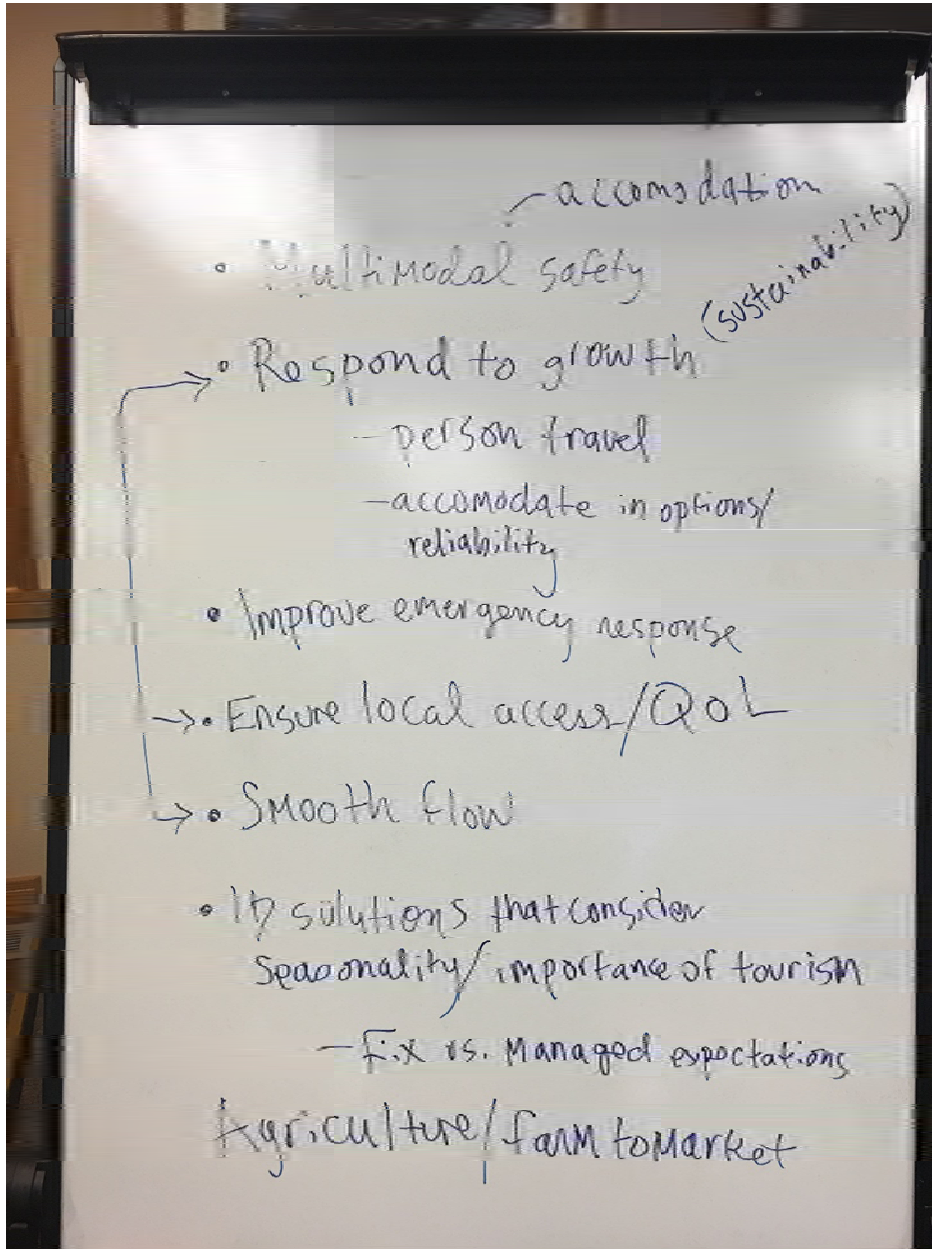 accomodation
• Multimodal safety
(sustainability)
• Respond to growth
- person travel
- accomodate in options/
reliability
• Improve emergency response
→ • Ensure local access/QOL
→ • Smooth flow
• ID solutions that consider
seasonality/importance of tourism
- Fix vs. Managed expectations
Agriculture/farm to Market